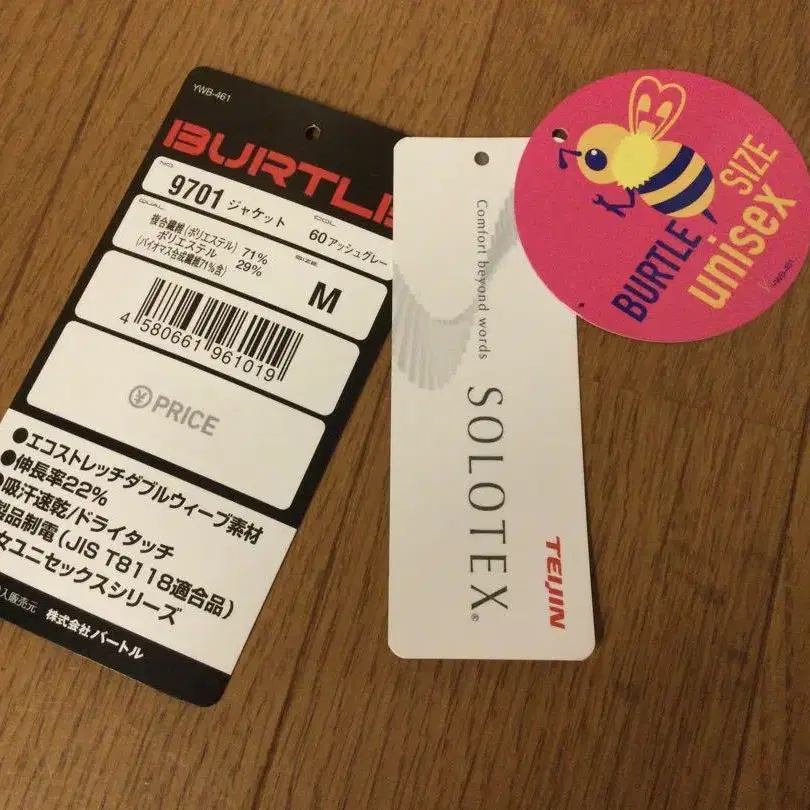 YWB-461
BURTLE
NO.
9701 ジャケット
COL
60 アッシュグレー
QUAL
複合繊維(ポリエステル) 71%
ポリエステル 29%
(バイオマス合成繊維71%含)
SIZE
M
4 580661 961019
PRICE
●エコストレッチダブルウィーブ素材
●伸長率22%
吸汗速乾/ドライタッチ
製品制電(JIS T8118適合品)
女ユニセックスシリーズ
入販売元 株式会社バートル
Comfort beyond words
SOLOTEX®
TEIJIN
BURTLE SIZE
unisex
YWB-461